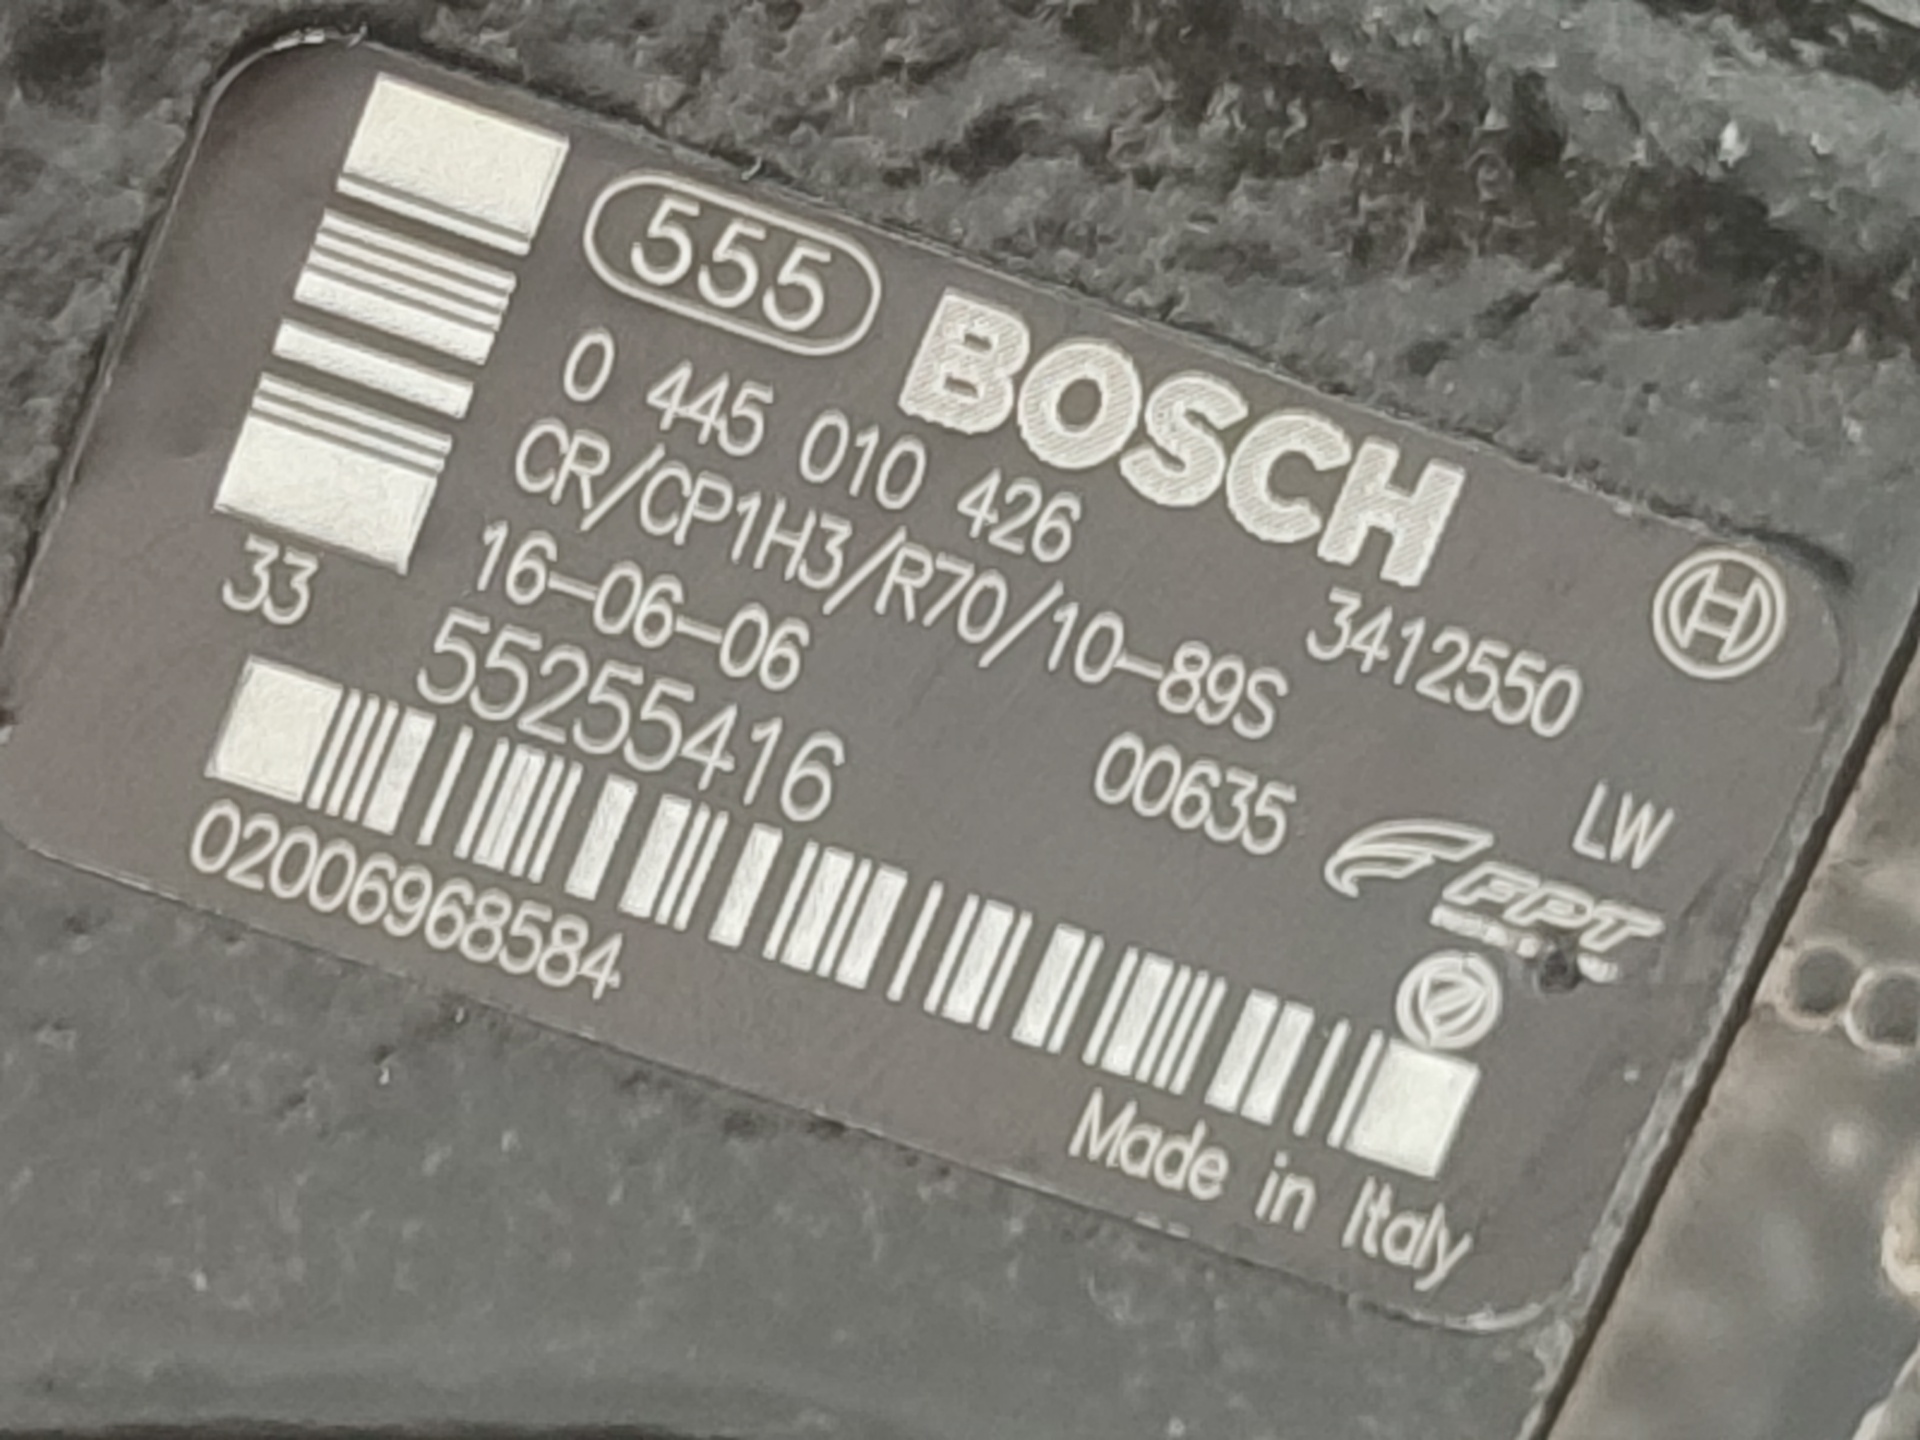 555 BOSCH
0 445 010 426 3412550
CR/CP1H3/R70/10-89S LW
16-06-06 00635
55255416 FPT
33
02006968584
Made in Italy